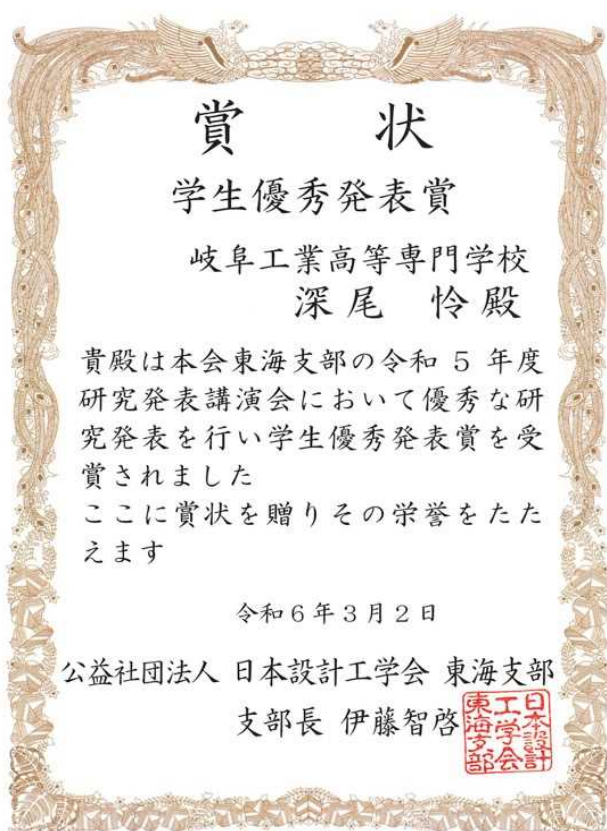 賞 状
学生優秀発表賞
岐阜工業高等専門学校
深尾 怜殿
貴殿は本会東海支部の令和 5 年度
研究発表講演会において優秀な研
究発表を行い学生優秀発表賞を受
賞されました
ここに賞状を贈りその栄誉をたた
えます
令和6年3月2日
公益社団法人 日本設計工学会 東海支部
支部長 伊藤智啓
日本設計
工学会
東海支部